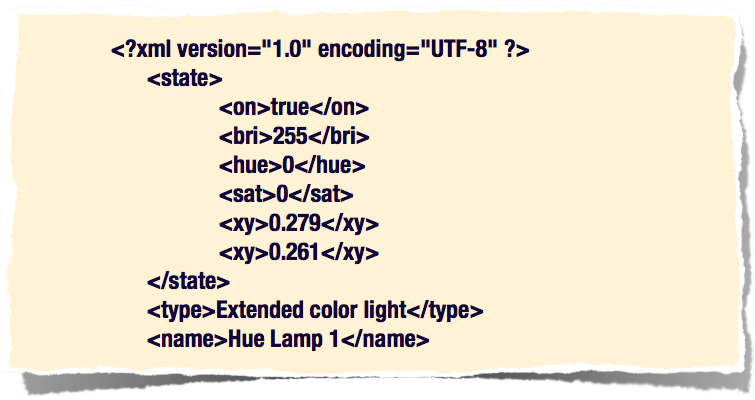 <?xml version="1.0" encoding="UTF-8" ?>
<state>
<on>true</on>
<bri>255</bri>
<hue>0</hue>
<sat>0</sat>
<xy>0.279</xy>
<xy>0.261</xy>
</state>
<type>Extended color light</type>
<name>Hue Lamp 1</name>